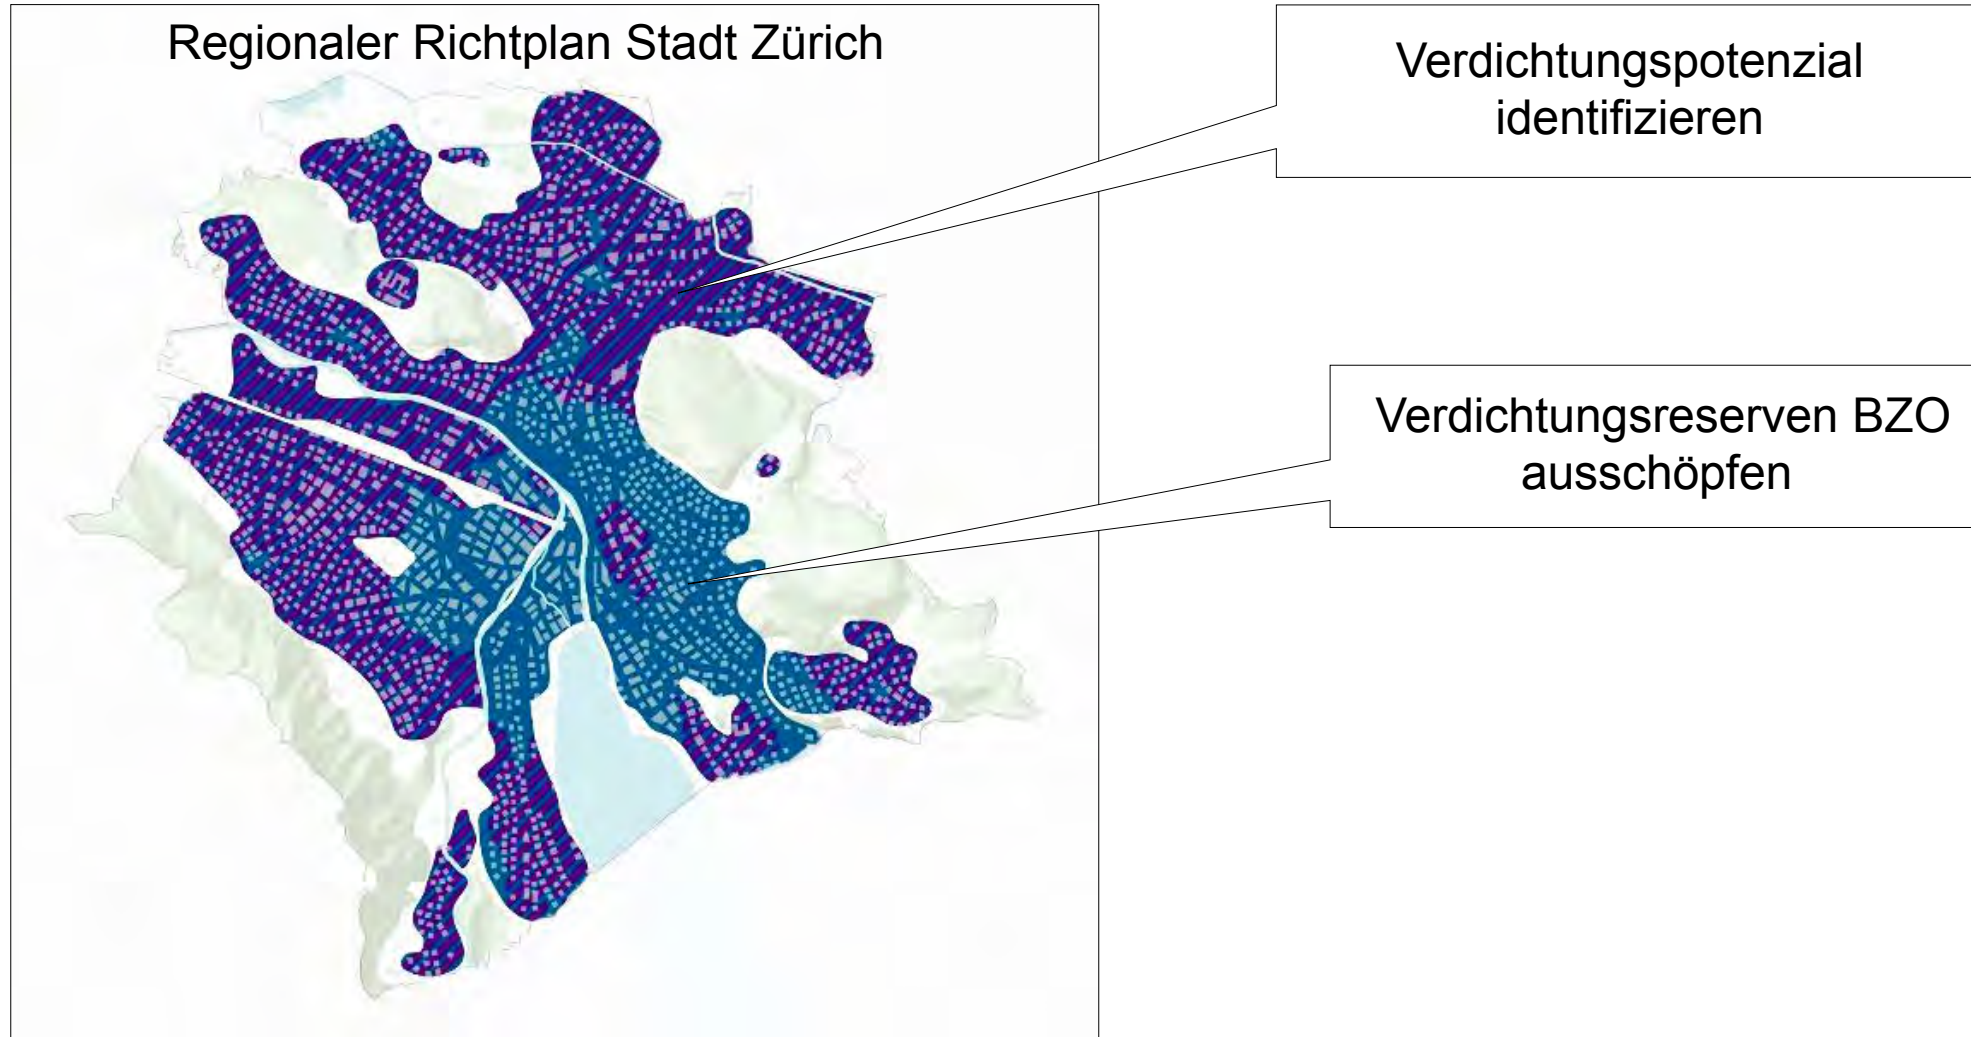 Regionaler Richtplan Stadt Zürich
Verdichtungspotenzial
identifizieren
Verdichtungsreserven BZO
ausschöpfen